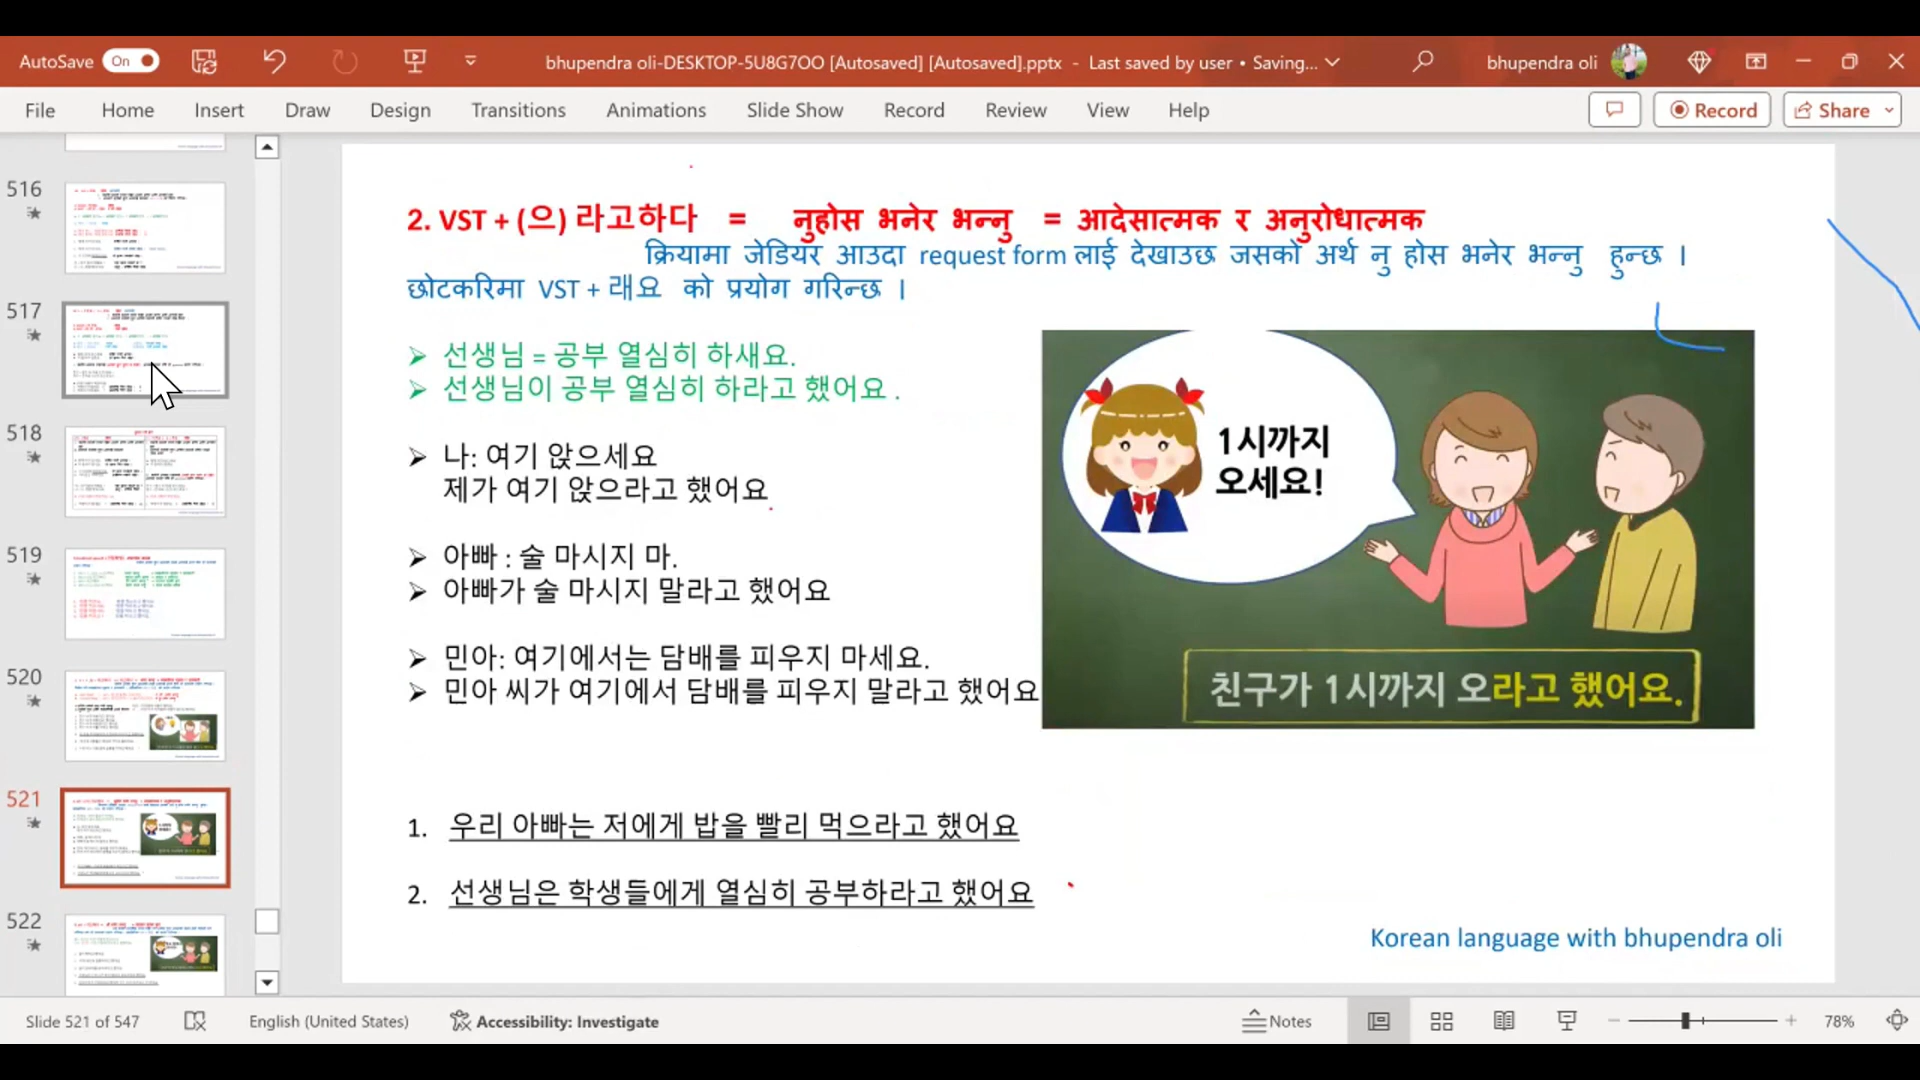 AutoSave On
bhupendra oli-DESKTOP-5U8G7OO [Autosaved] [Autosaved].pptx - Last saved by user • Saving...
bhupendra oli
File Home Insert Draw Design Transitions Animations Slide Show Record Review View Help
Record Share
516
517
518
519
520
521
522
2. VST + (으) 라고하다 = नुहोस भनेर भन्नु = आदेसात्मक र अनुरोधात्मक
क्रियामा जेडियर आउदा request form लाई देखाउछ जसको अर्थ नु होस भनेर भन्नु हुन्छ ।
छोटकरिमा VST + 래요 को प्रयोग गरिन्छ ।
➢ 선생님 = 공부 열심히 하새요.
➢ 선생님이 공부 열심히 하라고 했어요 .
➢ 나: 여기 앉으세요
제가 여기 앉으라고 했어요
➢ 아빠 : 술 마시지 마.
➢ 아빠가 술 마시지 말라고 했어요
➢ 민아: 여기에서는 담배를 피우지 마세요.
➢ 민아 씨가 여기에서 담배를 피우지 말라고 했어요
1시까지
오세요!
친구가 1시까지 오라고 했어요.
1. 우리 아빠는 저에게 밥을 빨리 먹으라고 했어요
2. 선생님은 학생들에게 열심히 공부하라고 했어요
Korean language with bhupendra oli
Slide 521 of 547 English (United States) Accessibility: Investigate Notes 78%